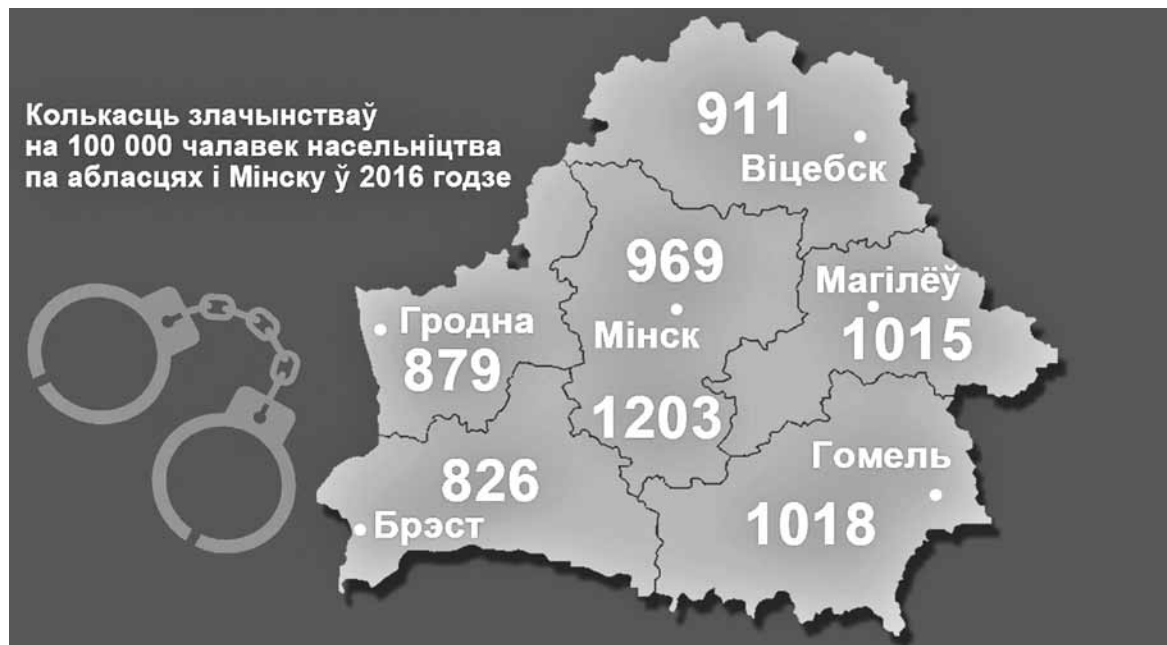 Колькасць злачынстваў
на 100 000 чалавек насельніцтва
па абласцях і Мінску ў 2016 годзе
911
Віцебск
969
Мінск
1203
Магілёў
1015
Гродна
879
826
Брэст
Гомель
1018